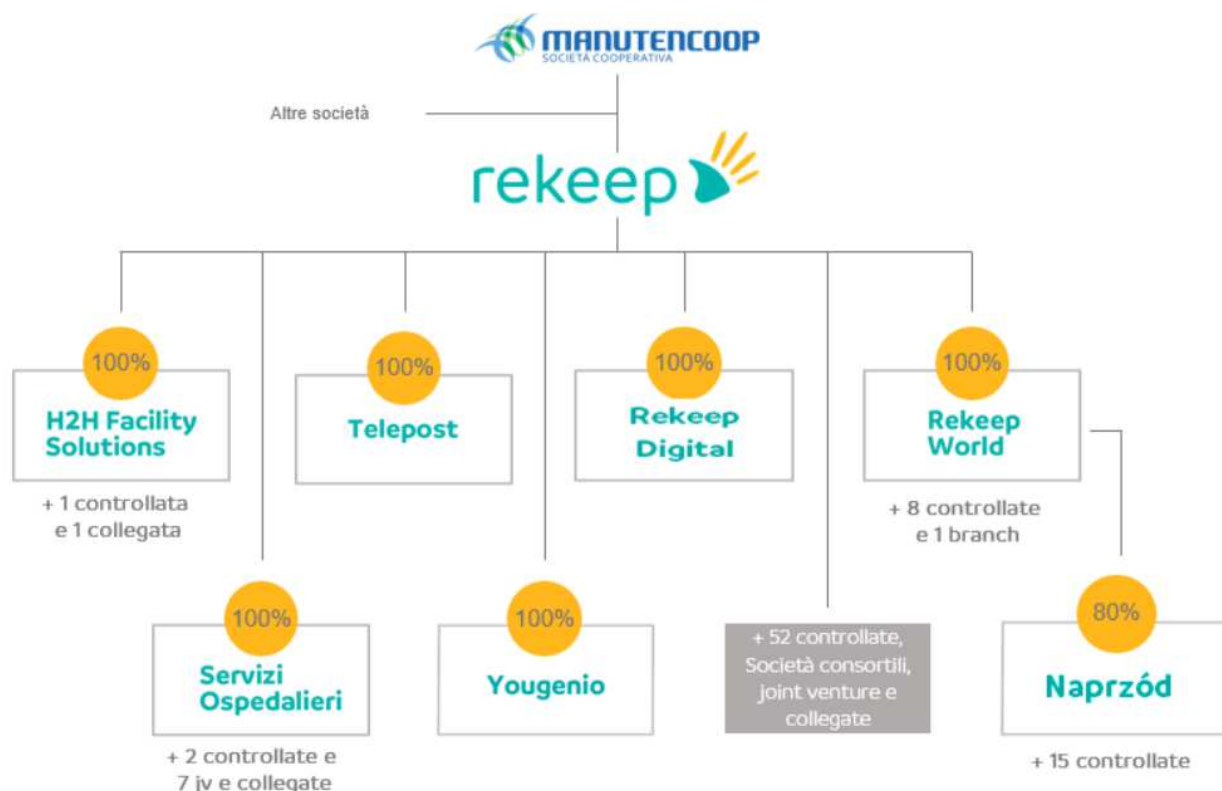 MANUTENCOOP
SOCIETÀ COOPERATIVA
Altre società
rekeep
100%
H2H Facility
Solutions
+ 1 controllata
e 1 collegata
100%
Telepost
100%
Rekeep
Digital
100%
Rekeep
World
+ 8 controllate
e 1 branch
100%
Servizi
Ospedalieri
+ 2 controllate e
7 jv e collegate
100%
Yougenio
+ 52 controllate,
Società consortili,
joint venture e
collegate
80%
Naprzód
+ 15 controllate